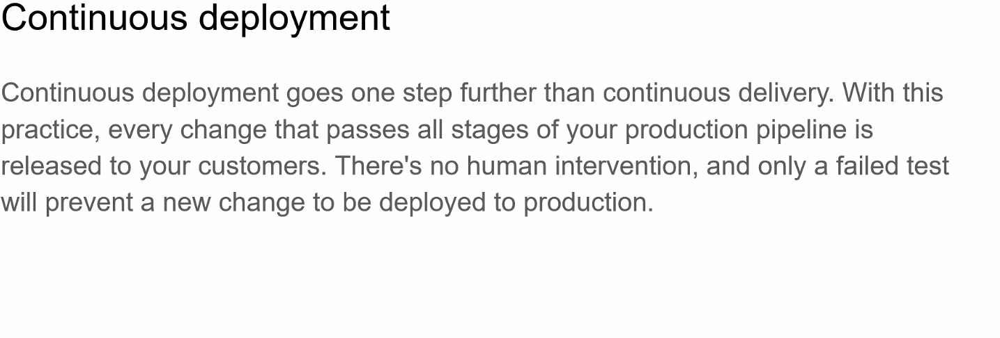 Continuous deployment
Continuous deployment goes one step further than continuous delivery. With this
practice, every change that passes all stages of your production pipeline is
released to your customers. There's no human intervention, and only a failed test
will prevent a new change to be deployed to production.